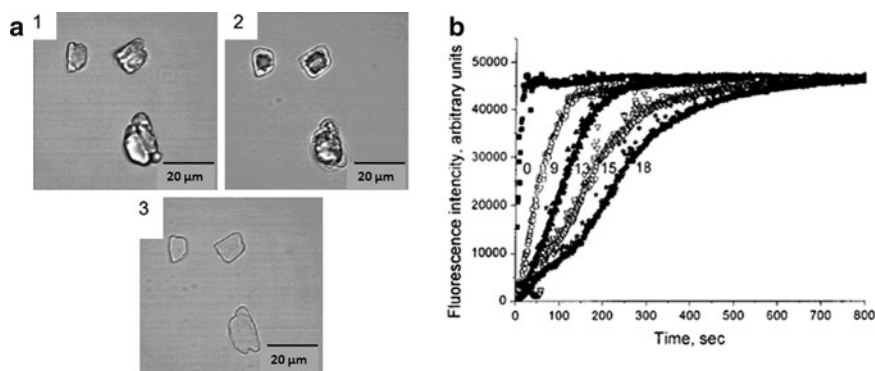 a
1
20 µm
2
20 µm
3
20 µm
b
Fluorescence intencity, arbitrary units
50000
40000
30000
20000
10000
0
0 9 13 15 18
0 100 200 300 400 500 600 700 800
Time, sec